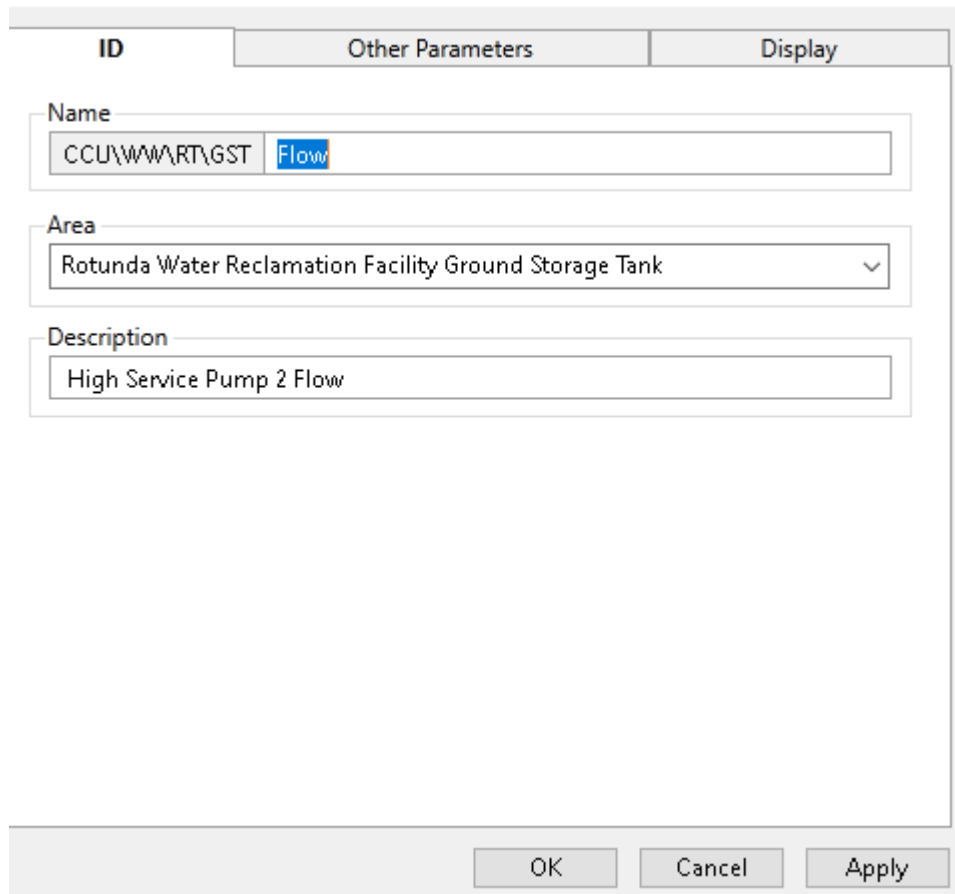 ID Other Parameters Display
Name
CCU\WW\RT\GST Flow
Area
Rotunda Water Reclamation Facility Ground Storage Tank
Description
High Service Pump 2 Flow
OK Cancel Apply